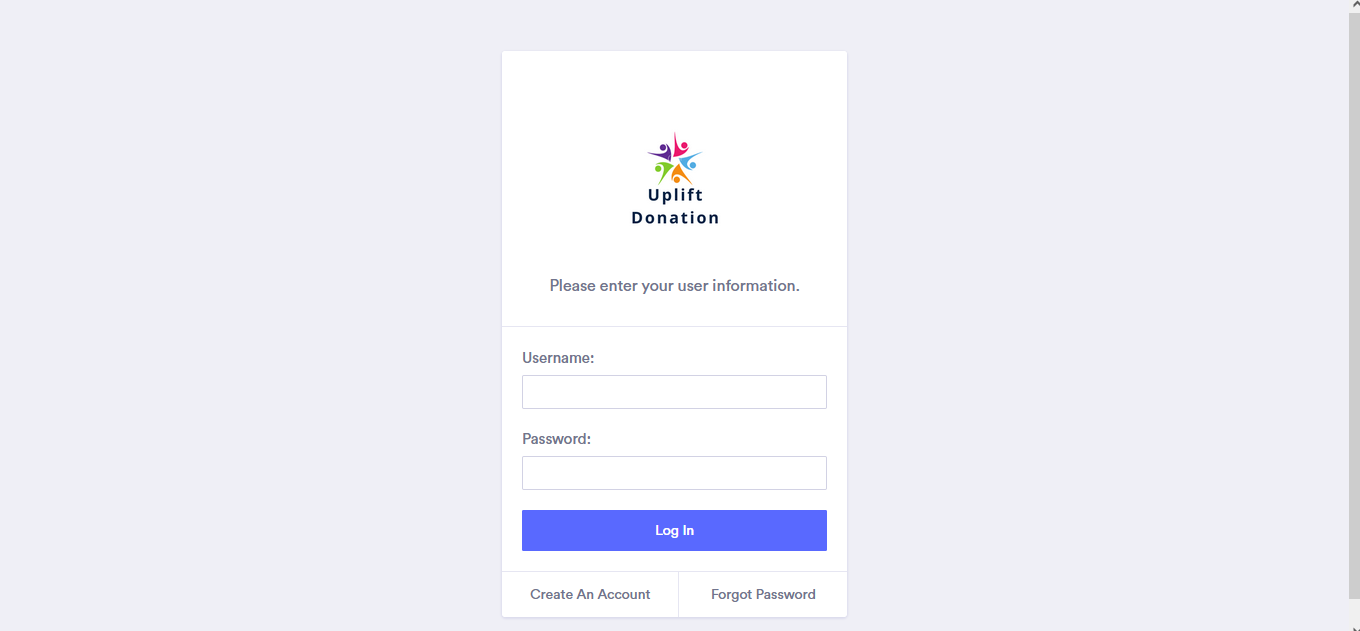 Uplift
Donation
Please enter your user information.
Username:
Password:
Log In
Create An Account
Forgot Password